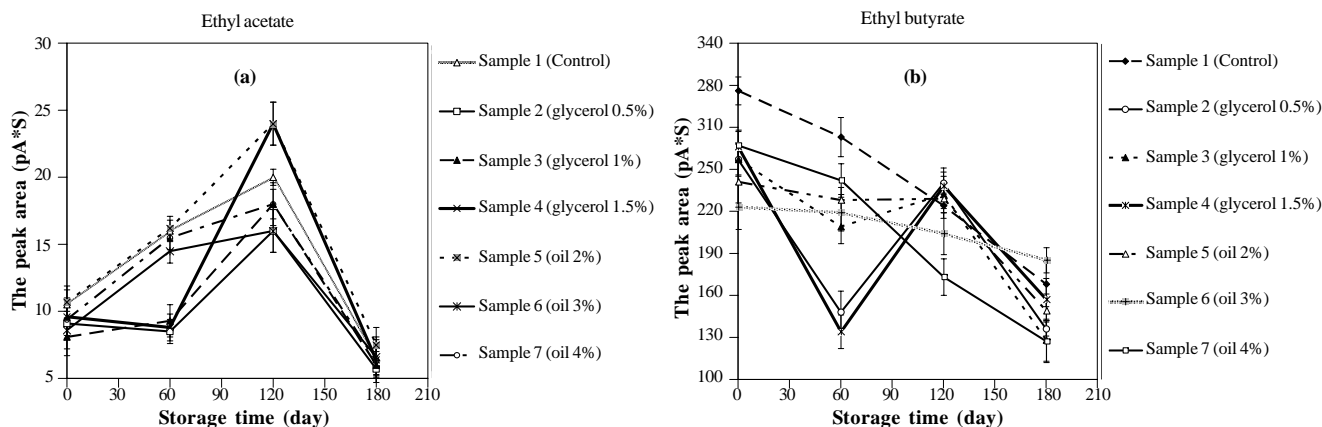 Ethyl acetate
30
25
20
15
10
5
The peak area (pA*S)
(a)
0 30 60 90 120 150 180 210
Storage time (day)
Sample 1 (Control)
Sample 2 (glycerol 0.5%)
Sample 3 (glycerol 1%)
Sample 4 (glycerol 1.5%)
Sample 5 (oil 2%)
Sample 6 (oil 3%)
Sample 7 (oil 4%)
Ethyl butyrate
340
280
310
250
220
190
160
130
100
The peak area (pA*S)
(b)
0 30 60 90 120 150 180 210
Storage time (day)
Sample 1 (Control)
Sample 2 (glycerol 0.5%)
Sample 3 (glycerol 1%)
Sample 4 (glycerol 1.5%)
Sample 5 (oil 2%)
Sample 6 (oil 3%)
Sample 7 (oil 4%)